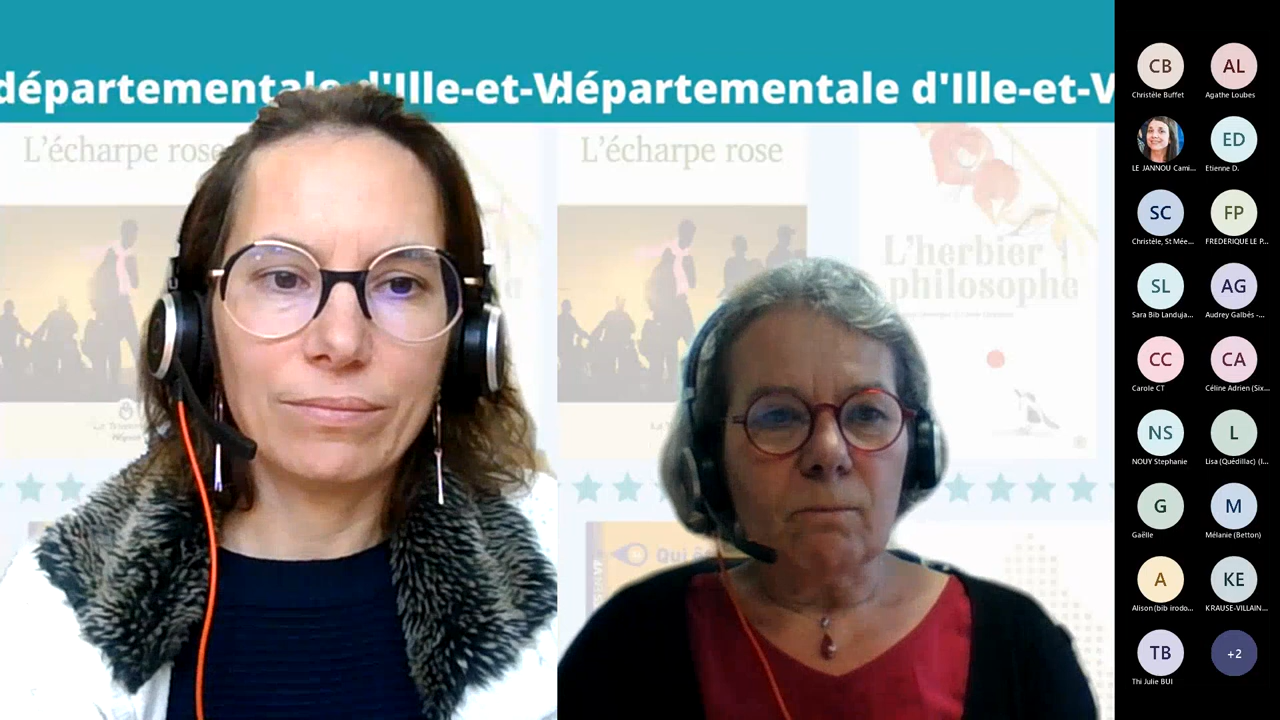 départementale d'Ille-et-V
départementale d'Ille-et-V
L'écharpe rose
L'écharpe rose
L'herbier
philosophe
Qui
CB
Christèle Buffet
AL
Agathe Loubes
LE JANNOU Cami...
ED
Etienne D.
SC
Christèle, St Mée...
FP
FREDERIQUE LE P...
SL
Sara Bib Landuja...
AG
Audrey Galbès -...
CC
Carole CT
CA
Céline Adrien (Six...
NS
NOUY Stephanie
L
Lisa (Quédillac) (I...
G
Gaëlle
M
Mélanie (Betton)
A
Alison (bib irodo...
KE
KRAUSE-VILLAIN...
TB
Thi Julie BUI
+2